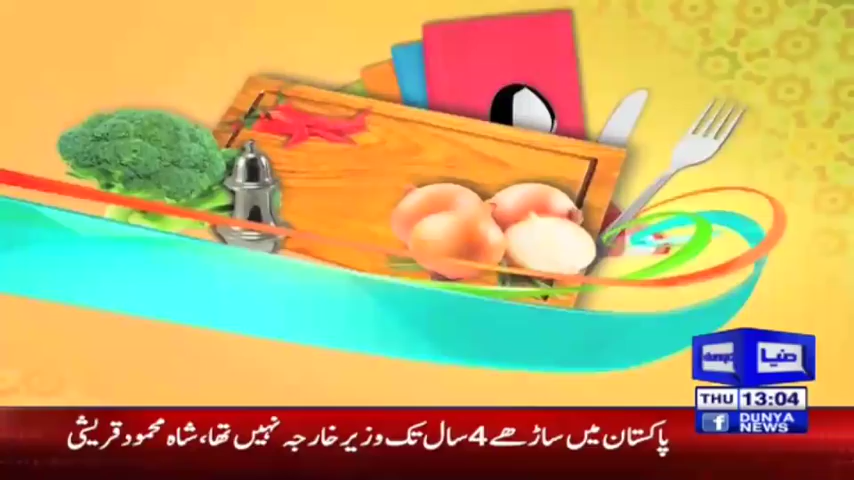 دنیا
THU 13:04
DUNYA NEWS
پاکستان میں ساڑھے 4 سال تک وزیر خارجہ نہیں تھا، شاہ محمود قریشی